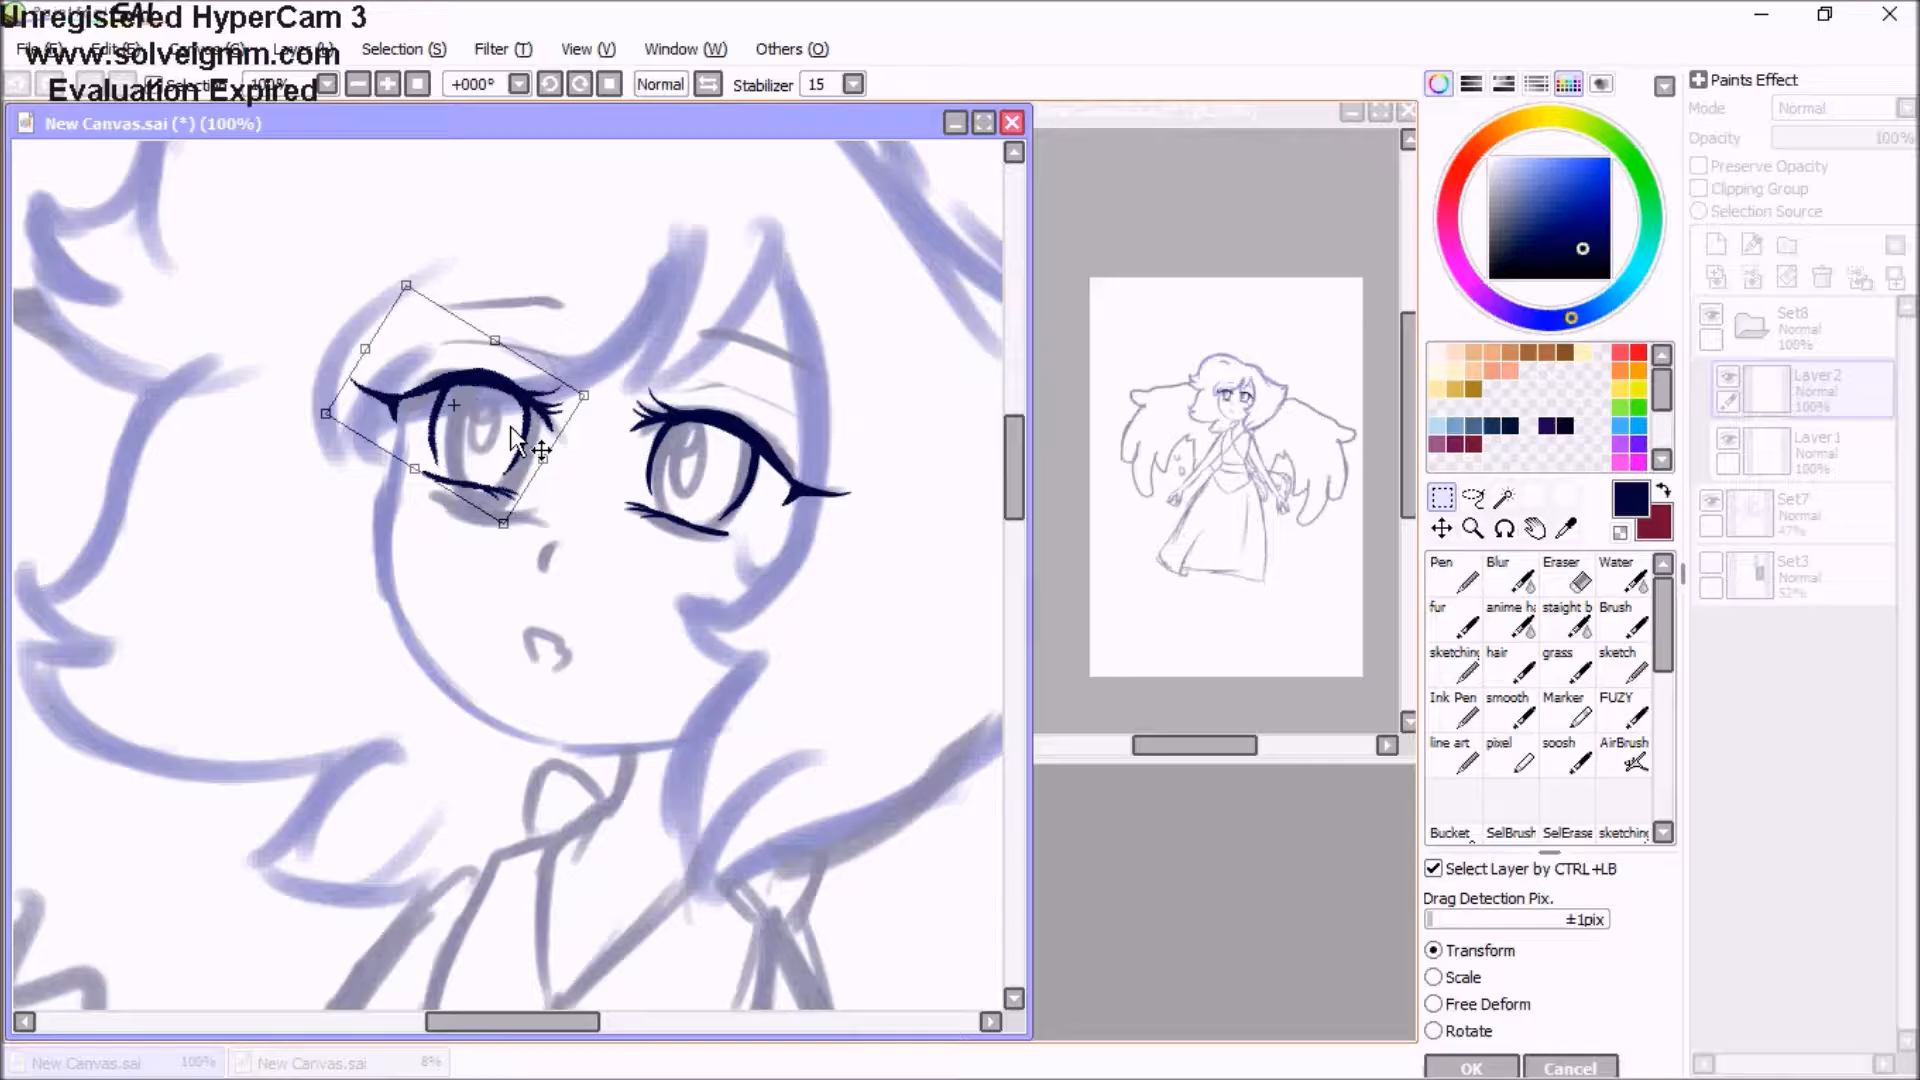 Unregistered HyperCam 3
www.solveigmm.com
Evaluation Expired
File (F) Edit (E) Canvas (C) Layer (L) Selection (S) Filter (T) View (V) Window (W) Others (O)
Selection 100% +000° Normal Stabilizer 15
New Canvas.sai (*) (100%)
Paints Effect
Mode Normal
Opacity 100%
Preserve Opacity
Clipping Group
Selection Source
Set8
Normal
100%
Layer2
Normal
100%
Layer1
Normal
100%
Set7
Normal
47%
Set3
Normal
52%
Pen Blur Eraser Water
fur anime ha staight b Brush
sketching hair grass sketch
Ink Pen smooth Marker FUZY
line art pixel soosh AirBrush
Bucket SelBrush SelErase sketching
Select Layer by CTRL+LB
Drag Detection Pix.
±1pix
Transform
Scale
Free Deform
Rotate
OK Cancel
New Canvas.sai 100% New Canvas.sai 8%